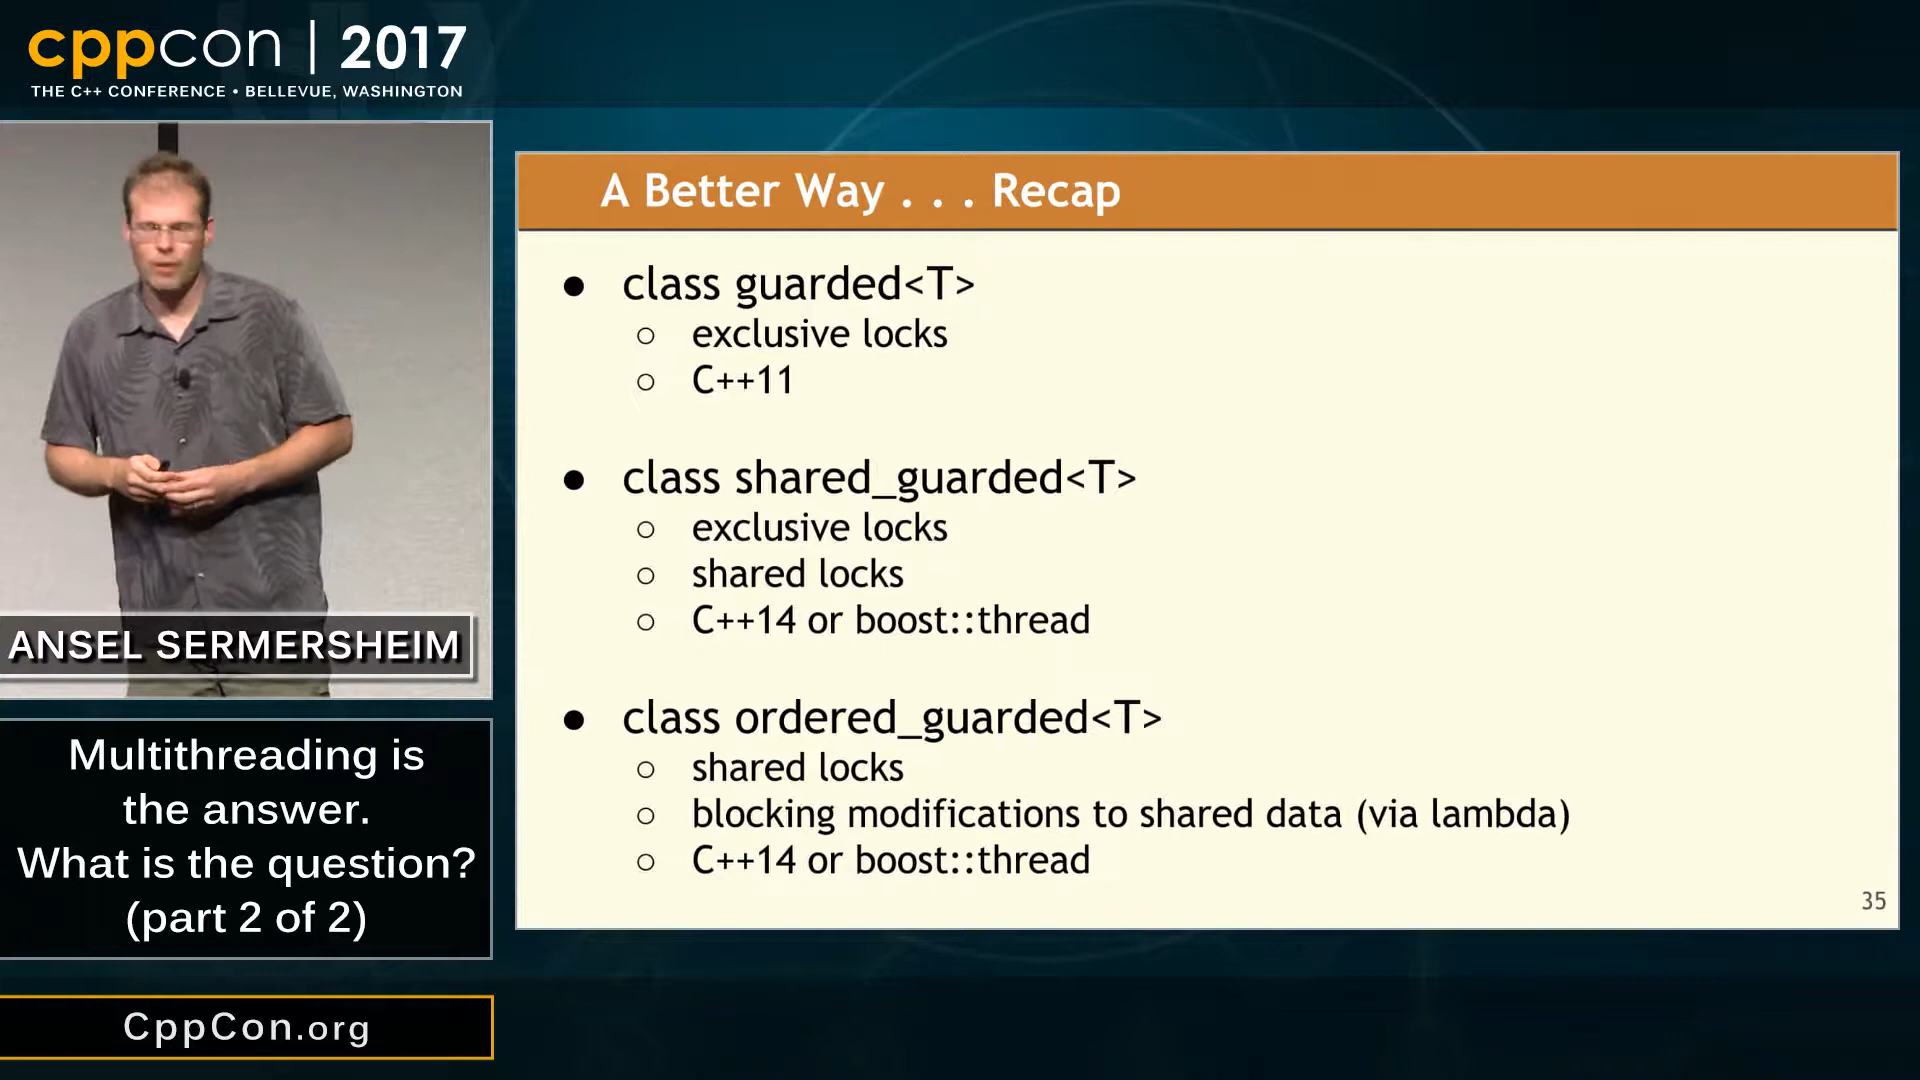 cppcon | 2017
THE C++ CONFERENCE • BELLEVUE, WASHINGTON
ANSEL SERMERSHEIM
Multithreading is
the answer.
What is the question?
(part 2 of 2)
CppCon.org
A Better Way . . . Recap
● class guarded<T>
○ exclusive locks
○ C++11
● class shared_guarded<T>
○ exclusive locks
○ shared locks
○ C++14 or boost::thread
● class ordered_guarded<T>
○ shared locks
○ blocking modifications to shared data (via lambda)
○ C++14 or boost::thread
35